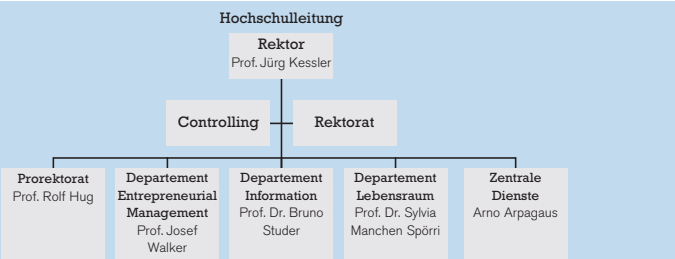 Hochschulleitung
Rektor
Prof. Jürg Kessler
Controlling
Rektorat
Prorektorat
Prof. Rolf Hug
Departement
Entrepreneurial
Management
Prof. Josef
Walker
Departement
Information
Prof. Dr. Bruno
Studer
Departement
Lebensraum
Prof. Dr. Sylvia
Manchen Spörri
Zentrale
Dienste
Arno Arpagaus